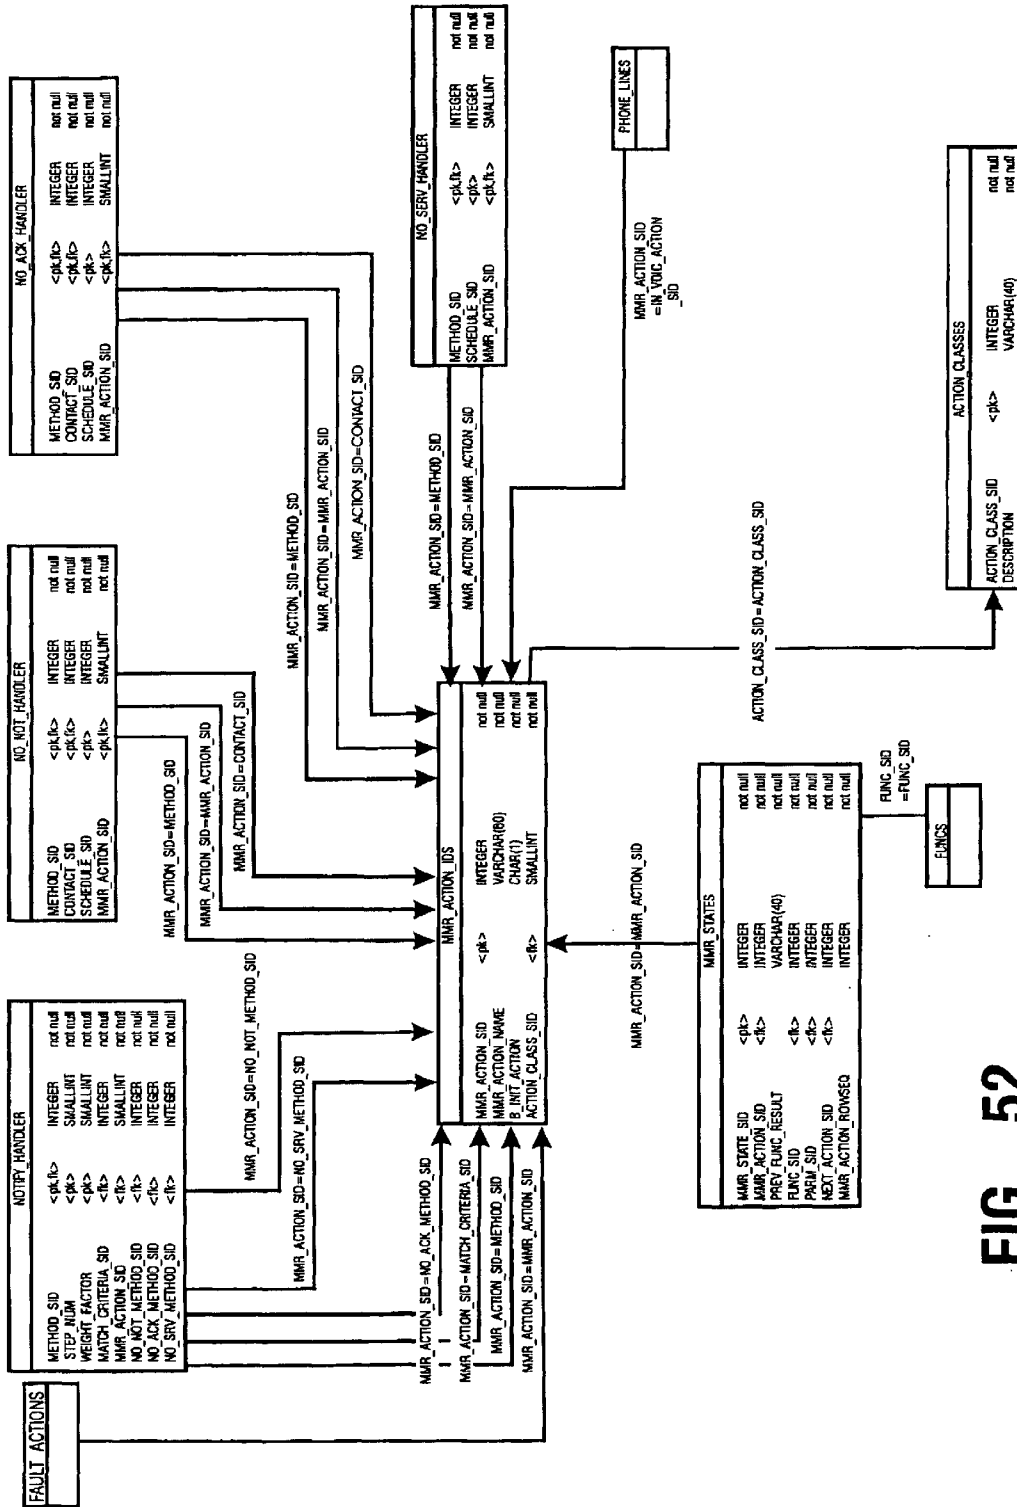 FAULT_ACTIONS
NOTIFY_HANDLER
METHOD_SID <pk,fk> INTEGER not null
STEP_NUM <pk> SMALLINT not null
WEIGHT_FACTOR <pk> SMALLINT not null
MATCH_CRITERIA_SID <fk> INTEGER not null
MMR_ACTION_SID <fk> SMALLINT not null
NO_NOT_METHOD_SID <fk> INTEGER not null
NO_ACK_METHOD_SID <fk> INTEGER not null
NO_SRV_METHOD_SID <fk> INTEGER not null
NO_NOT_HANDLER
METHOD_SID <pk,fk> INTEGER not null
CONTACT_SID <pk,fk> INTEGER not null
SCHEDULE_SID <pk> INTEGER not null
MMR_ACTION_SID <pk,fk> SMALLINT not null
NO_ACK_HANDLER
METHOD_SID <pk,fk> INTEGER not null
CONTACT_SID <pk,fk> INTEGER not null
SCHEDULE_SID <pk> INTEGER not null
MMR_ACTION_SID <pk,fk> SMALLINT not null
MMR_ACTION_SID=NO_NOT_METHOD_SID
MMR_ACTION_SID=NO_SRV_METHOD_SID
MMR_ACTION_SID=NO_ACK_METHOD_SID
MMR_ACTION_SID=MATCH_CRITERIA_SID
MMR_ACTION_SID=METHOD_SID
MMR_ACTION_SID=MMR_ACTION_SID
MMR_ACTION_SID=METHOD_SID
MMR_ACTION_SID=MMR_ACTION_SID
MMR_ACTION_SID=CONTACT_SID
MMR_ACTION_SID=METHOD_SID
MMR_ACTION_SID=MMR_ACTION_SID
MMR_ACTION_SID=CONTACT_SID
MMR_ACTION_IDS
MMR_ACTION_SID <pk> INTEGER not null
MMR_ACTION_NAME VARCHAR(80) not null
B_INIT_ACTION CHAR(1) not null
ACTION_CLASS_SID <fk> SMALLINT not null
NO_SERV_HANDLER
METHOD_SID <pk,fk> INTEGER not null
SCHEDULE_SID <pk> INTEGER not null
MMR_ACTION_SID <pk,fk> SMALLINT not null
MMR_ACTION_SID=METHOD_SID
MMR_ACTION_SID=MMR_ACTION_SID
PHONE_LINES
MMR_ACTION_SID
=IN_VOIC_ACTION
_SID
MMR_ACTION_SID=MMR_ACTION_SID
ACTION_CLASS_SID=ACTION_CLASS_SID
MMR_STATES
MMR_STATE_SID <pk> INTEGER not null
MMR_ACTION_SID <fk> INTEGER not null
PREV_FUNC_RESULT VARCHAR(40) not null
FUNC_SID <fk> INTEGER not null
PARM_SID <fk> INTEGER not null
NEXT_ACTION_SID <fk> INTEGER not null
MMR_ACTION_ROWSEQ INTEGER not null
FUNC_SID
=FUNC_SID
FUNCS
ACTION_CLASSES
ACTION_CLASS_SID <pk> INTEGER not null
DESCRIPTION VARCHAR(40) not null
FIG_52